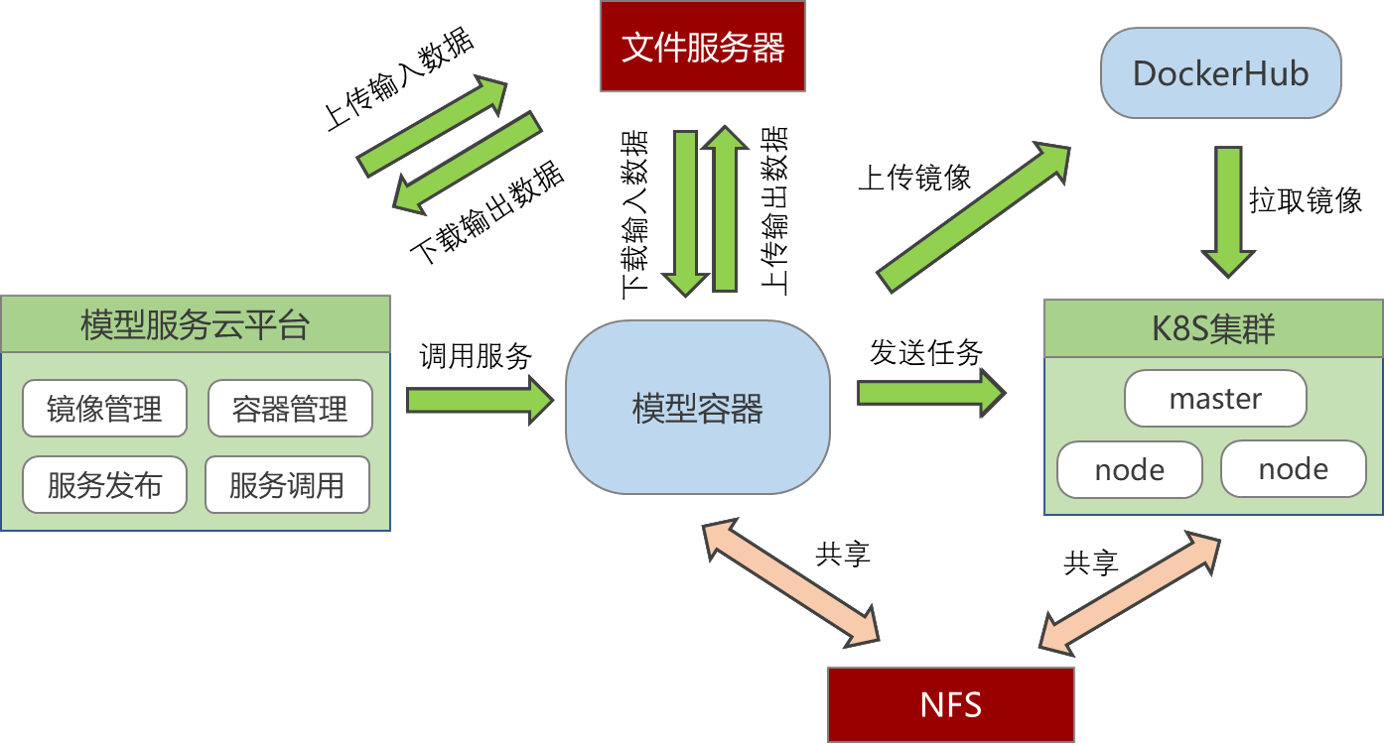 文件服务器
DockerHub
上传输入数据
下载输出数据
下载输入数据
上传输出数据
上传镜像
拉取镜像
模型服务云平台
镜像管理
容器管理
服务发布
服务调用
调用服务
模型容器
发送任务
K8S集群
master
node
node
共享
共享
NFS